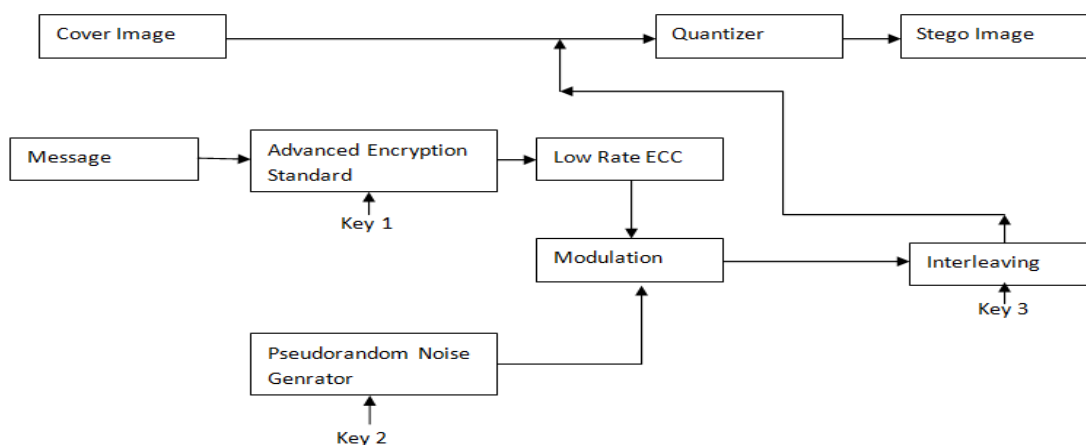 Cover Image
Quantizer
Stego Image
Message
Advanced Encryption
Standard
Low Rate ECC
Key 1
Modulation
Interleaving
Key 3
Pseudorandom Noise
Genrator
Key 2